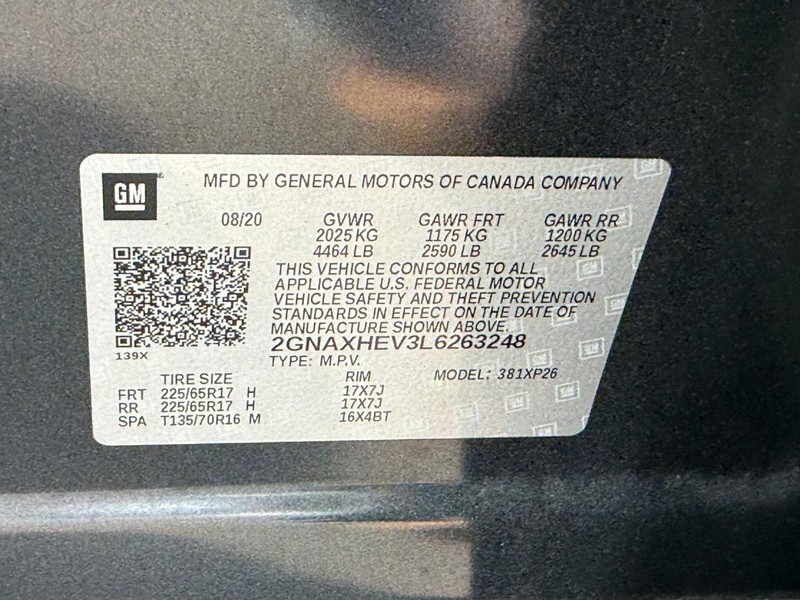 GM
MFD BY GENERAL MOTORS OF CANADA COMPANY
08/20 GVWR GAWR FRT GAWR RR
2025 KG 1175 KG 1200 KG
4464 LB 2590 LB 2645 LB
THIS VEHICLE CONFORMS TO ALL
APPLICABLE U.S. FEDERAL MOTOR
VEHICLE SAFETY AND THEFT PREVENTION
STANDARDS IN EFFECT ON THE DATE OF
MANUFACTURE SHOWN ABOVE.
139X
2GNAXHEV3L6263248
TYPE: M.P.V.
TIRE SIZE RIM MODEL: 381XP26
FRT 225/65R17 H 17X7J
RR 225/65R17 H 17X7J
SPA T135/70R16 M 16X4BT